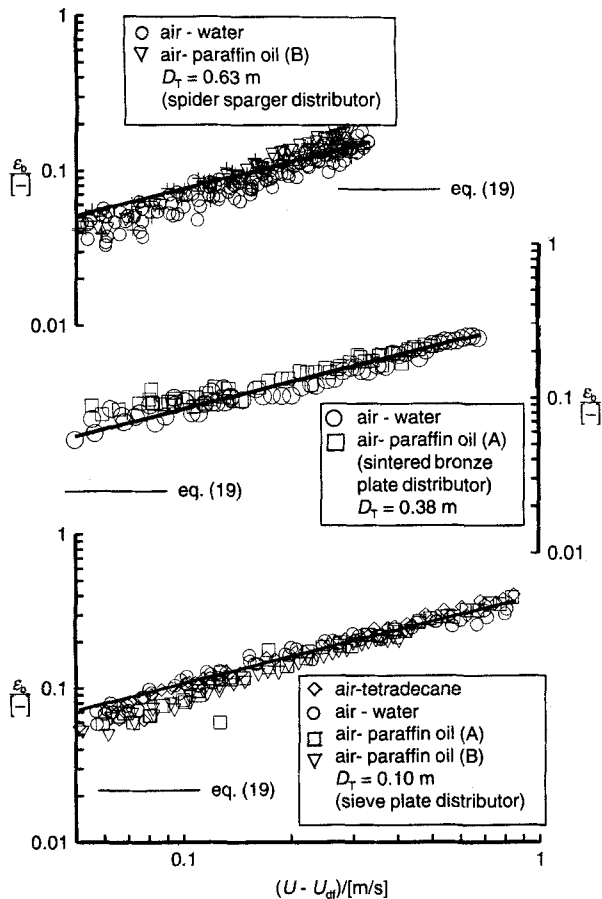 ○ air - water
▽ air- paraffin oil (B)
D_T = 0.63 m
(spider sparger distributor)
1
ε_b
[–]
0.1
0.01
eq. (19)
1
0.1
ε_b
[–]
0.01
○ air - water
□ air- paraffin oil (A)
(sintered bronze
plate distributor)
D_T = 0.38 m
eq. (19)
1
ε_b
[–]
0.1
0.01
◇ air-tetradecane
○ air - water
□ air- paraffin oil (A)
▽ air- paraffin oil (B)
D_T = 0.10 m
(sieve plate distributor)
eq. (19)
0.1
1
(U - U_df)/[m/s]